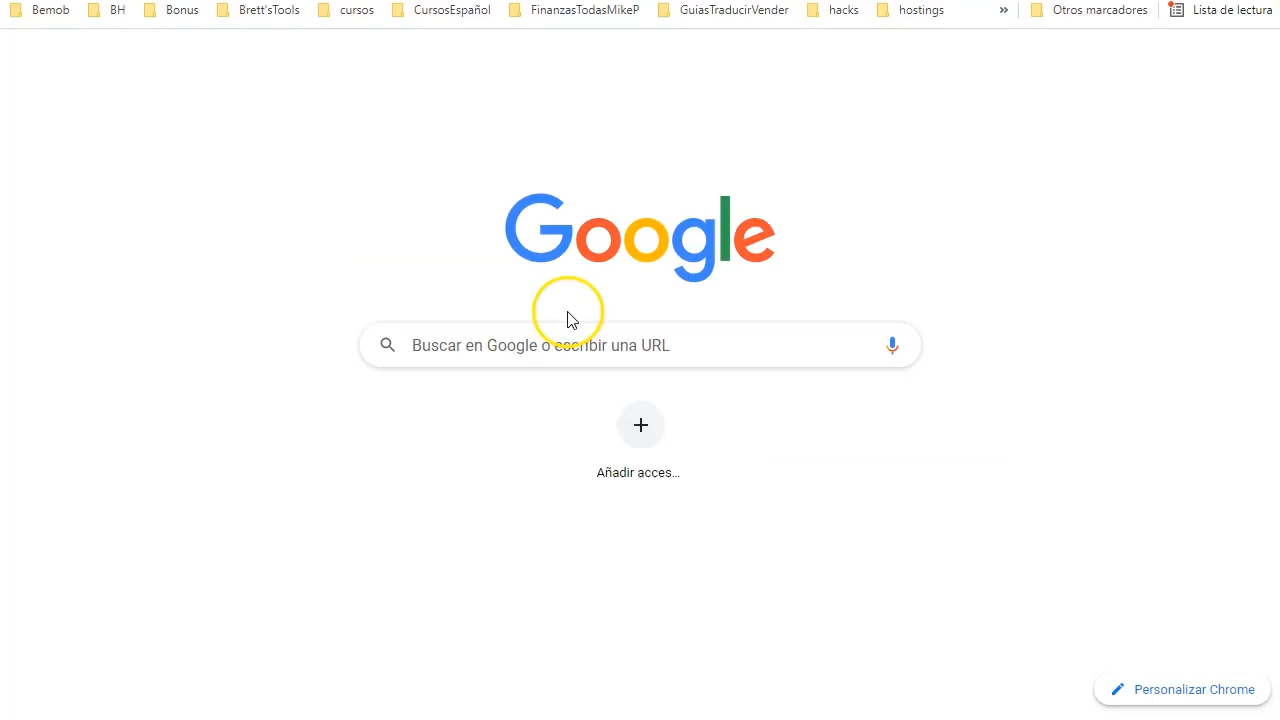 Bemob BH Bonus Brett'sTools cursos CursosEspañol FinanzasTodasMikeP GuiasTraducirVender hacks hostings » Otros marcadores Lista de lectura
Google
Buscar en Google o escribir una URL
Añadir acces...
Personalizar Chrome